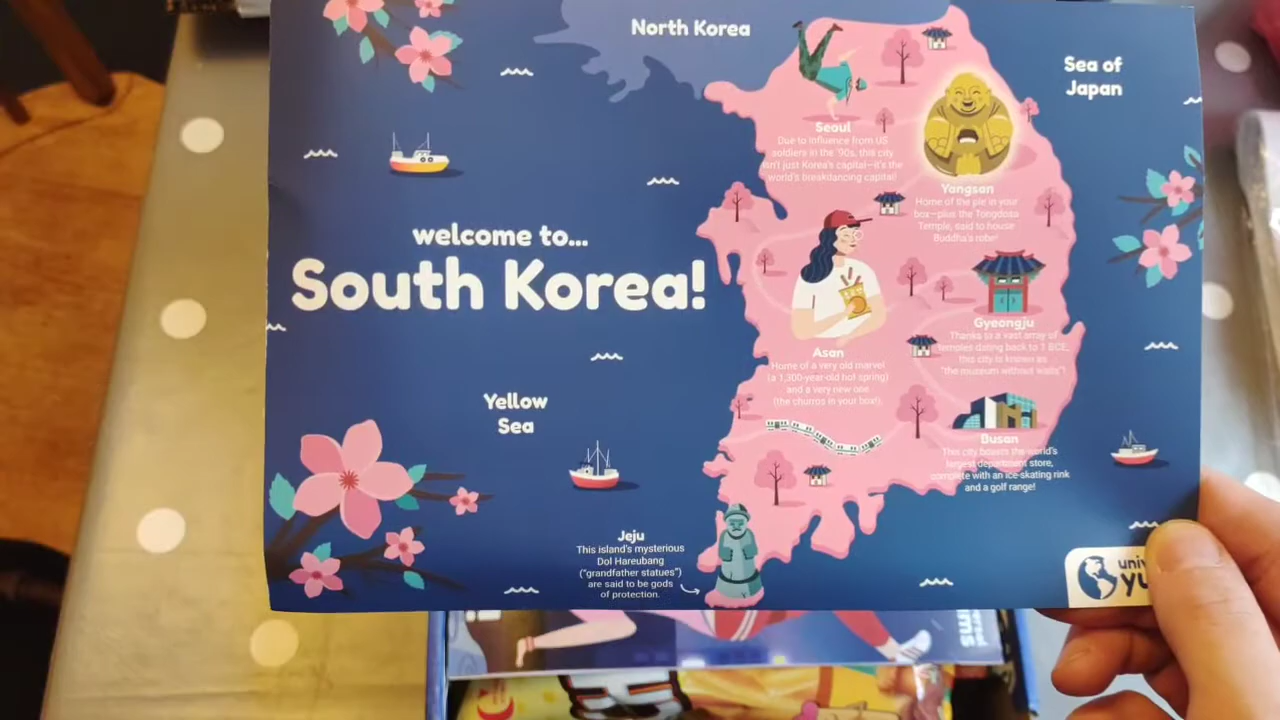 North Korea
Sea of
Japan
Seoul
Due to influence from US
soldiers in the '90s, this city
isn't just Korea's capital—it's the
world's breakdancing capital!
Yangsan
Home of the pie in your
box—plus the Tongdosa
Temple, said to house
Buddha's robe!
welcome to...
South Korea!
Gyeongju
Thanks to a vast array of
temples dating back to 1 BCE,
this city is known as
"the museum without walls"!
Asan
Home of a very old marvel
(a 1,300-year-old hot spring)
and a very new one
(the churros in your box!).
Yellow
Sea
Busan
This city boasts the world's
largest department store,
complete with an ice-skating rink
and a golf range!
Jeju
This island's mysterious
Dol Hareubang
("grandfather statues")
are said to be gods
of protection.